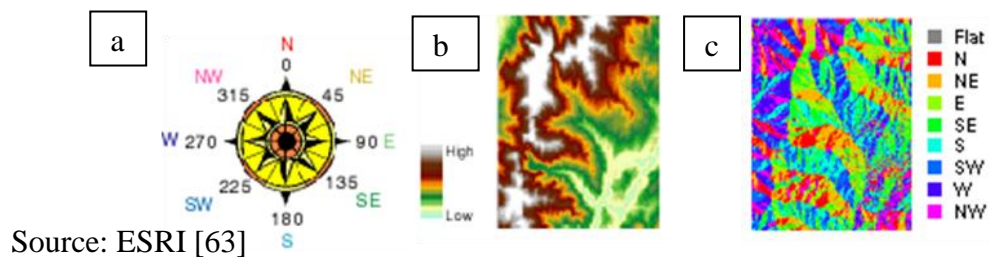 a
N
0
NW
NE
315
45
W 270
90 E
225
135
SW
SE
180
S
b
High
Low
c
Flat
N
NE
E
SE
S
SW
W
NW
Source: ESRI [63]